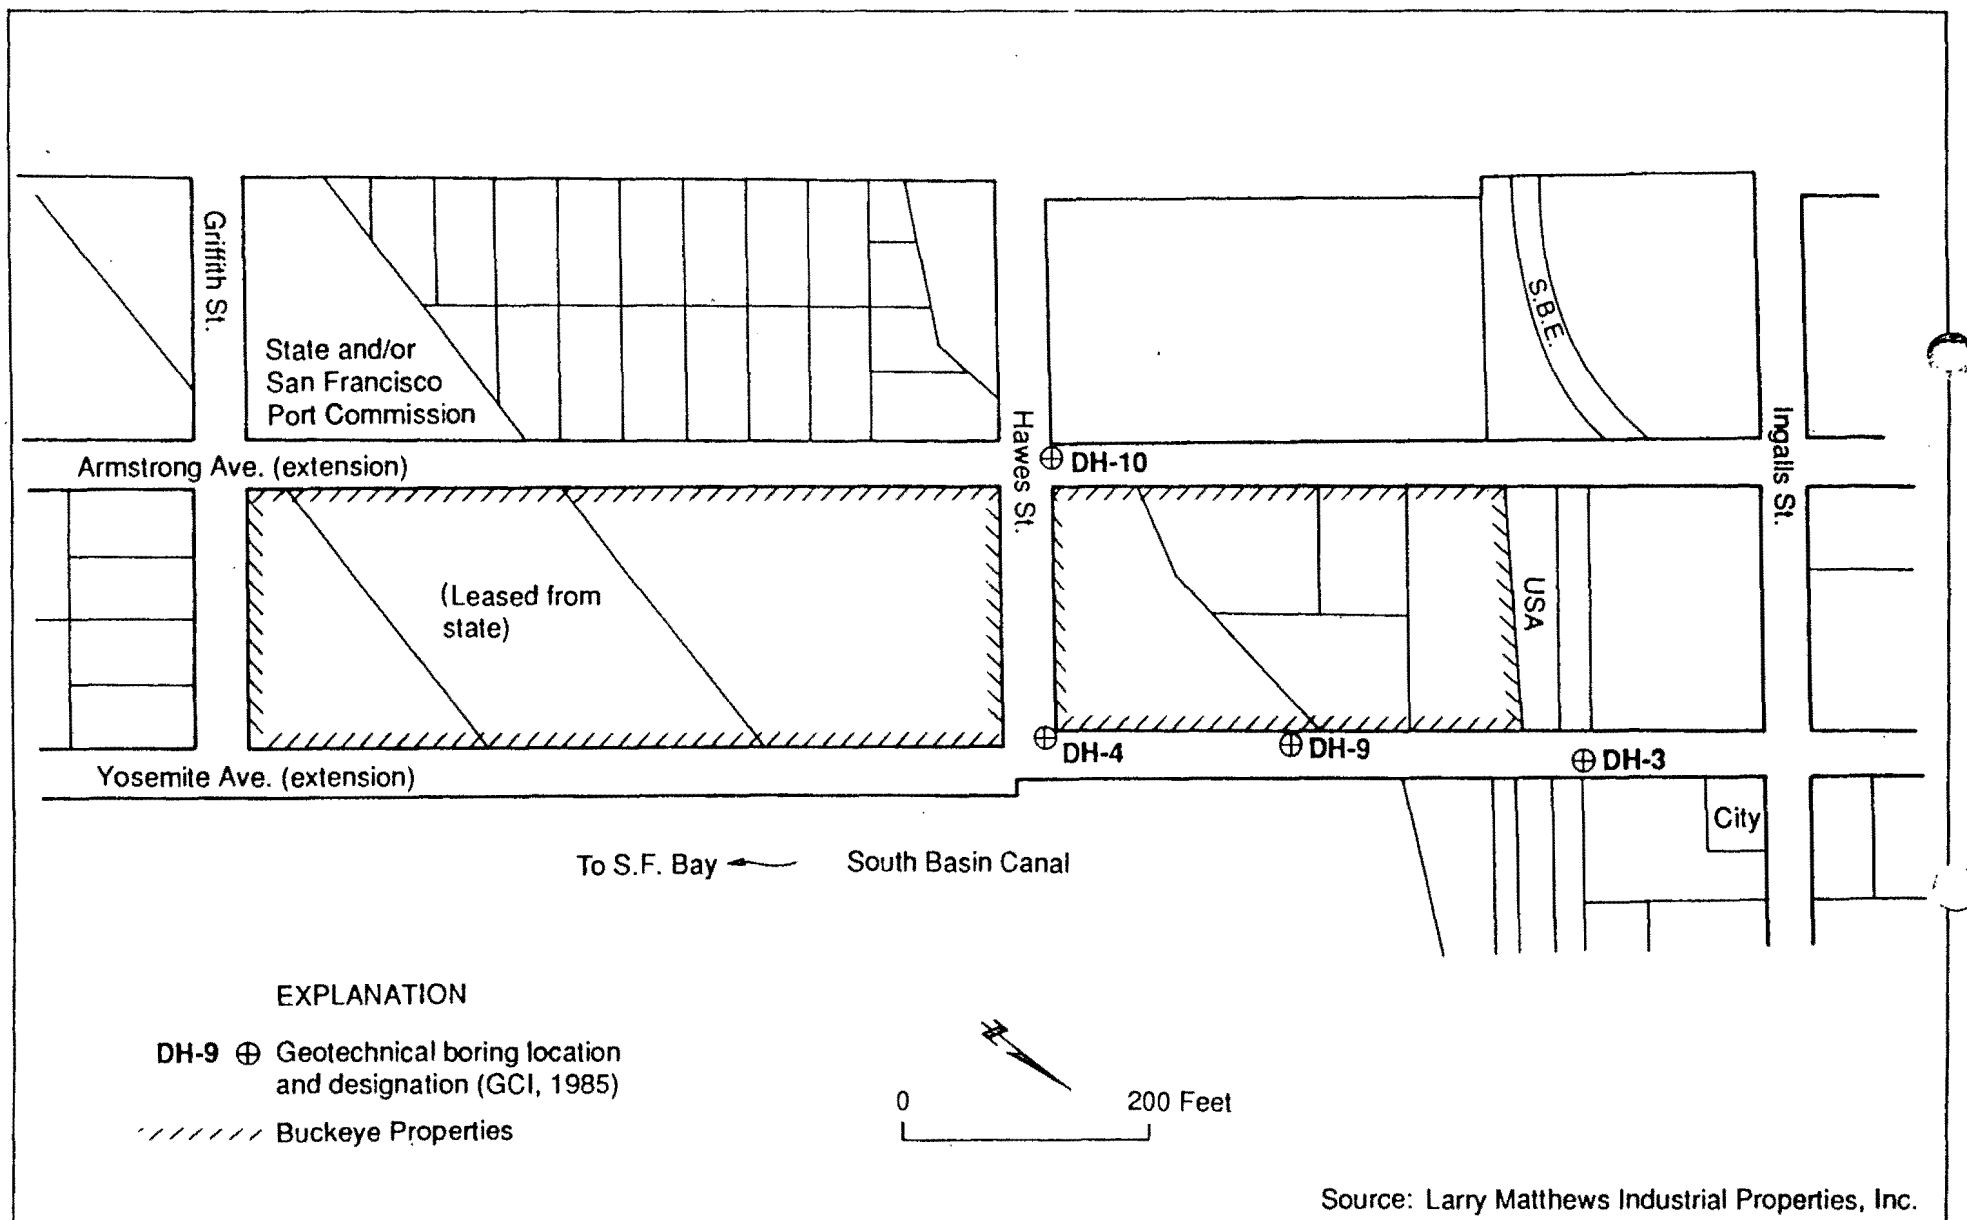 Griffith St.
State and/or
San Francisco
Port Commission
S.B.E.
Hawes St.
Ingalls St.
Armstrong Ave. (extension)
DH-10
(Leased from
state)
USA
DH-4
DH-9
DH-3
Yosemite Ave. (extension)
City
To S.F. Bay
South Basin Canal
EXPLANATION
DH-9 Geotechnical boring location
and designation (GCI, 1985)
Buckeye Properties
N
0 200 Feet
Source: Larry Matthews Industrial Properties, Inc.